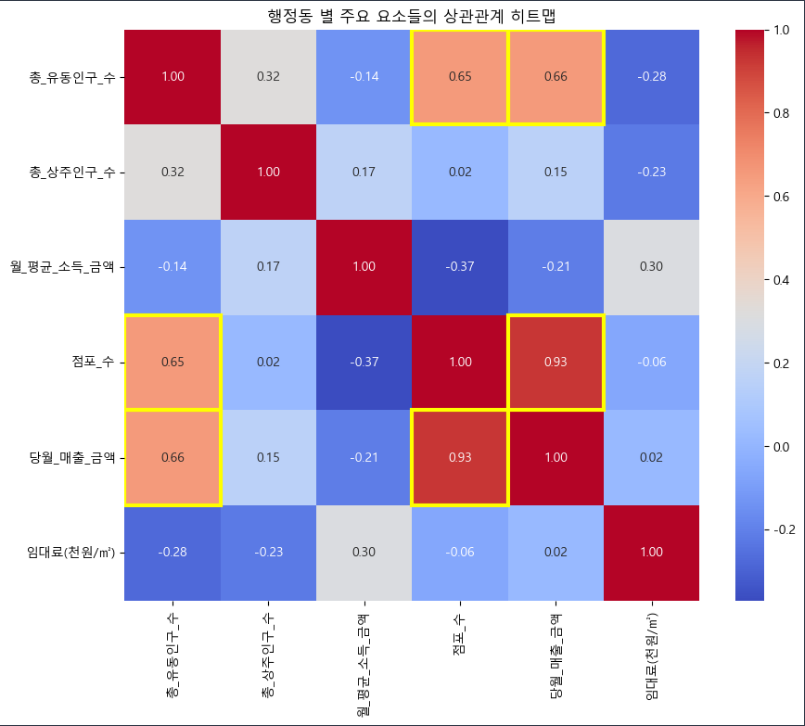 행정동 별 주요 요소들의 상관관계 히트맵
총_유동인구_수 1.00 0.32 -0.14 0.65 0.66 -0.28
총_상주인구_수 0.32 1.00 0.17 0.02 0.15 -0.23
월_평균_소득_금액 -0.14 0.17 1.00 -0.37 -0.21 0.30
점포_수 0.65 0.02 -0.37 1.00 0.93 -0.06
당월_매출_금액 0.66 0.15 -0.21 0.93 1.00 0.02
임대료(천원/㎡) -0.28 -0.23 0.30 -0.06 0.02 1.00
총_유동인구_수
총_상주인구_수
월_평균_소득_금액
점포_수
당월_매출_금액
임대료(천원/㎡)
1.0
0.8
0.6
0.4
0.2
0.0
-0.2